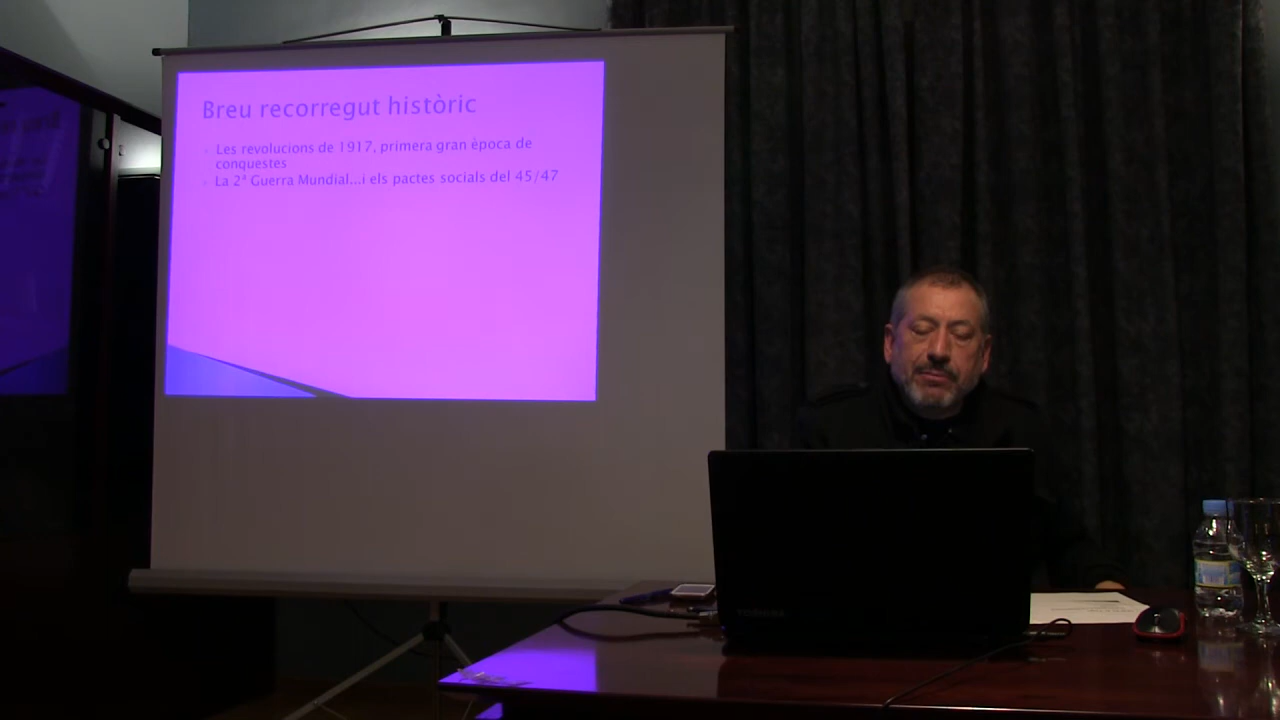 Breu recorregut històric
Les revolucions de 1917, primera gran època de
conquestes
La 2ª Guerra Mundial...i els pactes socials del 45/47
TOSHIBA